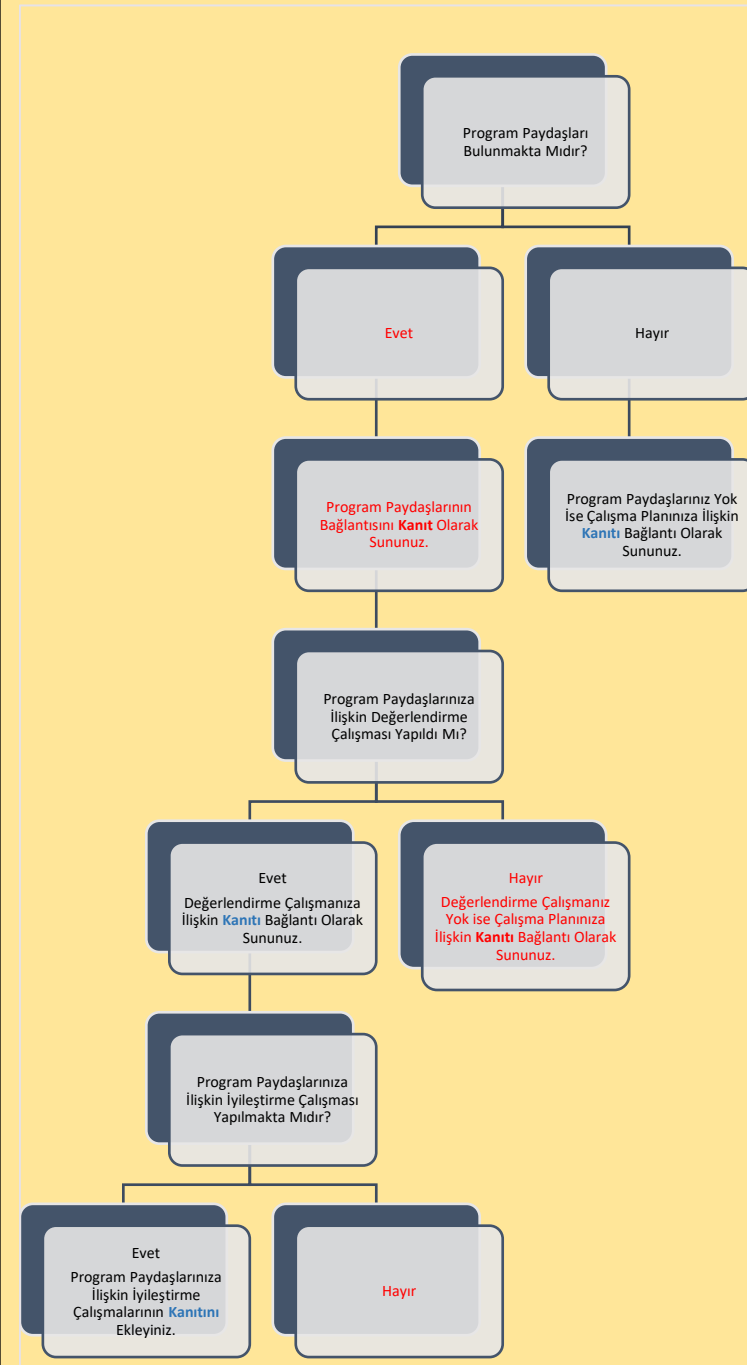 Program Paydaşları
Bulunmakta Mıdır?
Evet
Hayır
Program Paydaşlarının
Bağlantısını Kanıt Olarak
Sununuz.
Program Paydaşlarınız Yok
İse Çalışma Planınıza İlişkin
Kanıtı Bağlantı Olarak
Sununuz.
Program Paydaşlarınıza
İlişkin Değerlendirme
Çalışması Yapıldı Mı?
Evet
Değerlendirme Çalışmanıza
İlişkin Kanıtı Bağlantı Olarak
Sununuz.
Hayır
Değerlendirme Çalışmanız
Yok ise Çalışma Planınıza
İlişkin Kanıtı Bağlantı Olarak
Sununuz.
Program Paydaşlarınıza
İlişkin İyileştirme Çalışması
Yapılmakta Mıdır?
Evet
Program Paydaşlarınıza
İlişkin İyileştirme
Çalışmalarının Kanıtını
Ekleyiniz.
Hayır